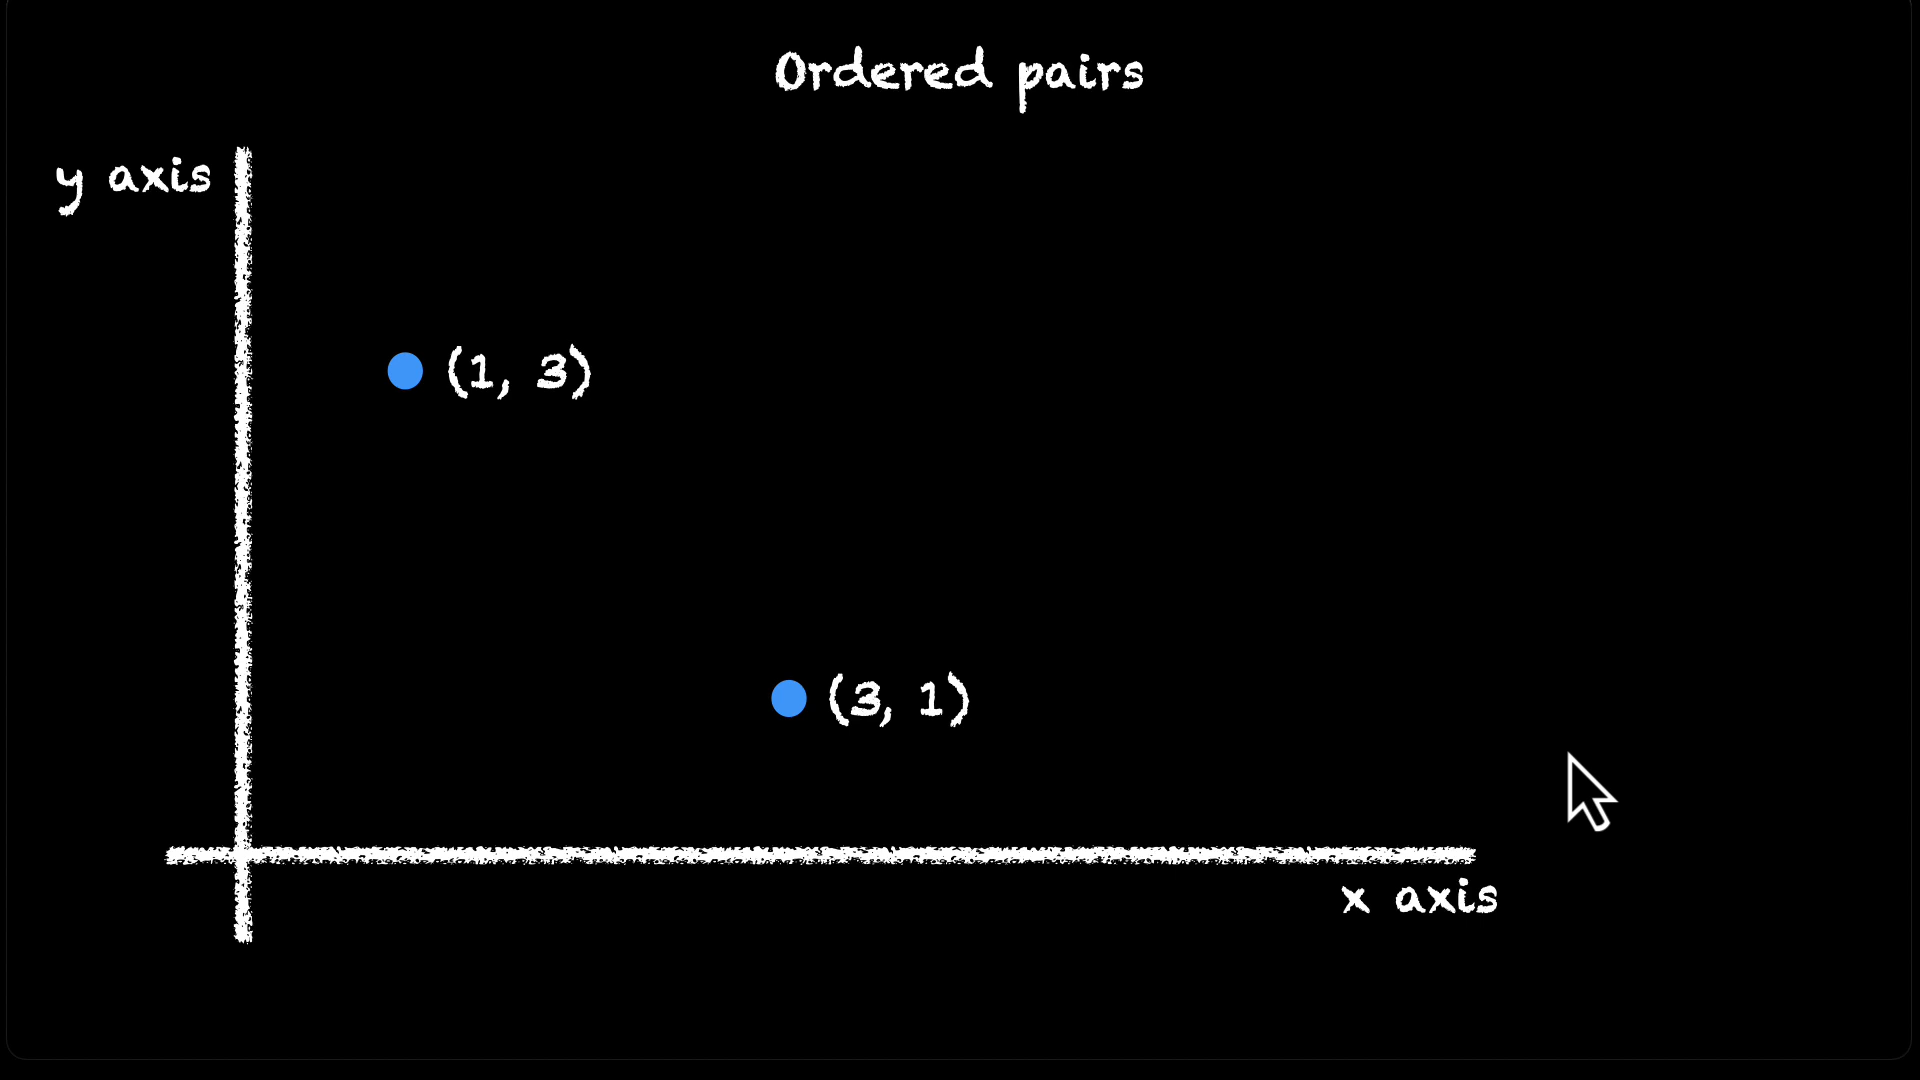 Ordered pairs
y axis
(1, 3)
(3, 1)
x axis